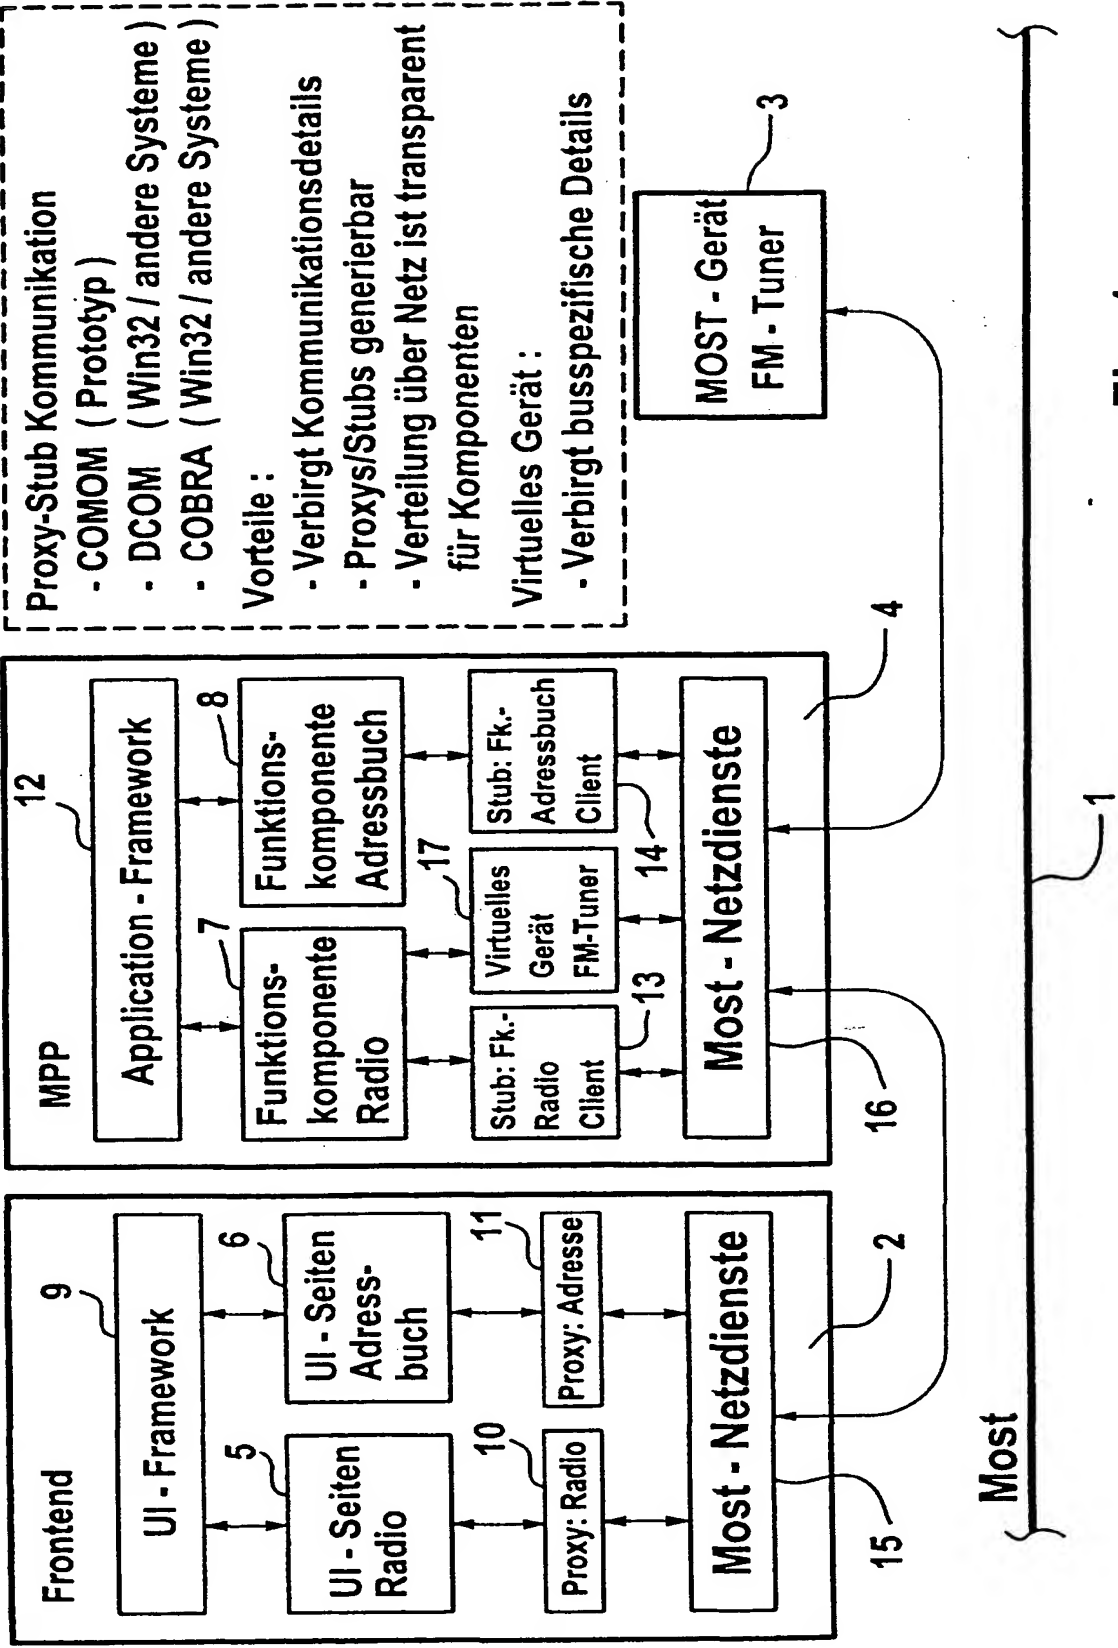 Frontend
9
UI - Framework
5
UI - Seiten
Radio
6
UI - Seiten
Adress-
buch
10
Proxy: Radio
11
Proxy: Adresse
Most - Netzdienste
15
2
MPP
12
Application - Framework
7
Funktions-
komponente
Radio
8
Funktions-
komponente
Adressbuch
Stub: Fk.-
Radio
Client
13
17
Virtuelles
Gerät
FM-Tuner
Stub: Fk.-
Adressbuch
Client
14
Most - Netzdienste
16
4
Proxy-Stub Kommunikation
- COMOM ( Prototyp )
- DCOM ( Win32 / andere Systeme )
- COBRA ( Win32 / andere Systeme )
Vorteile :
- Verbirgt Kommunikationsdetails
- Proxys/Stubs generierbar
- Verteilung über Netz ist transparent
für Komponenten
Virtuelles Gerät :
- Verbirgt busspezifische Details
MOST - Gerät
FM - Tuner
3
Most
1